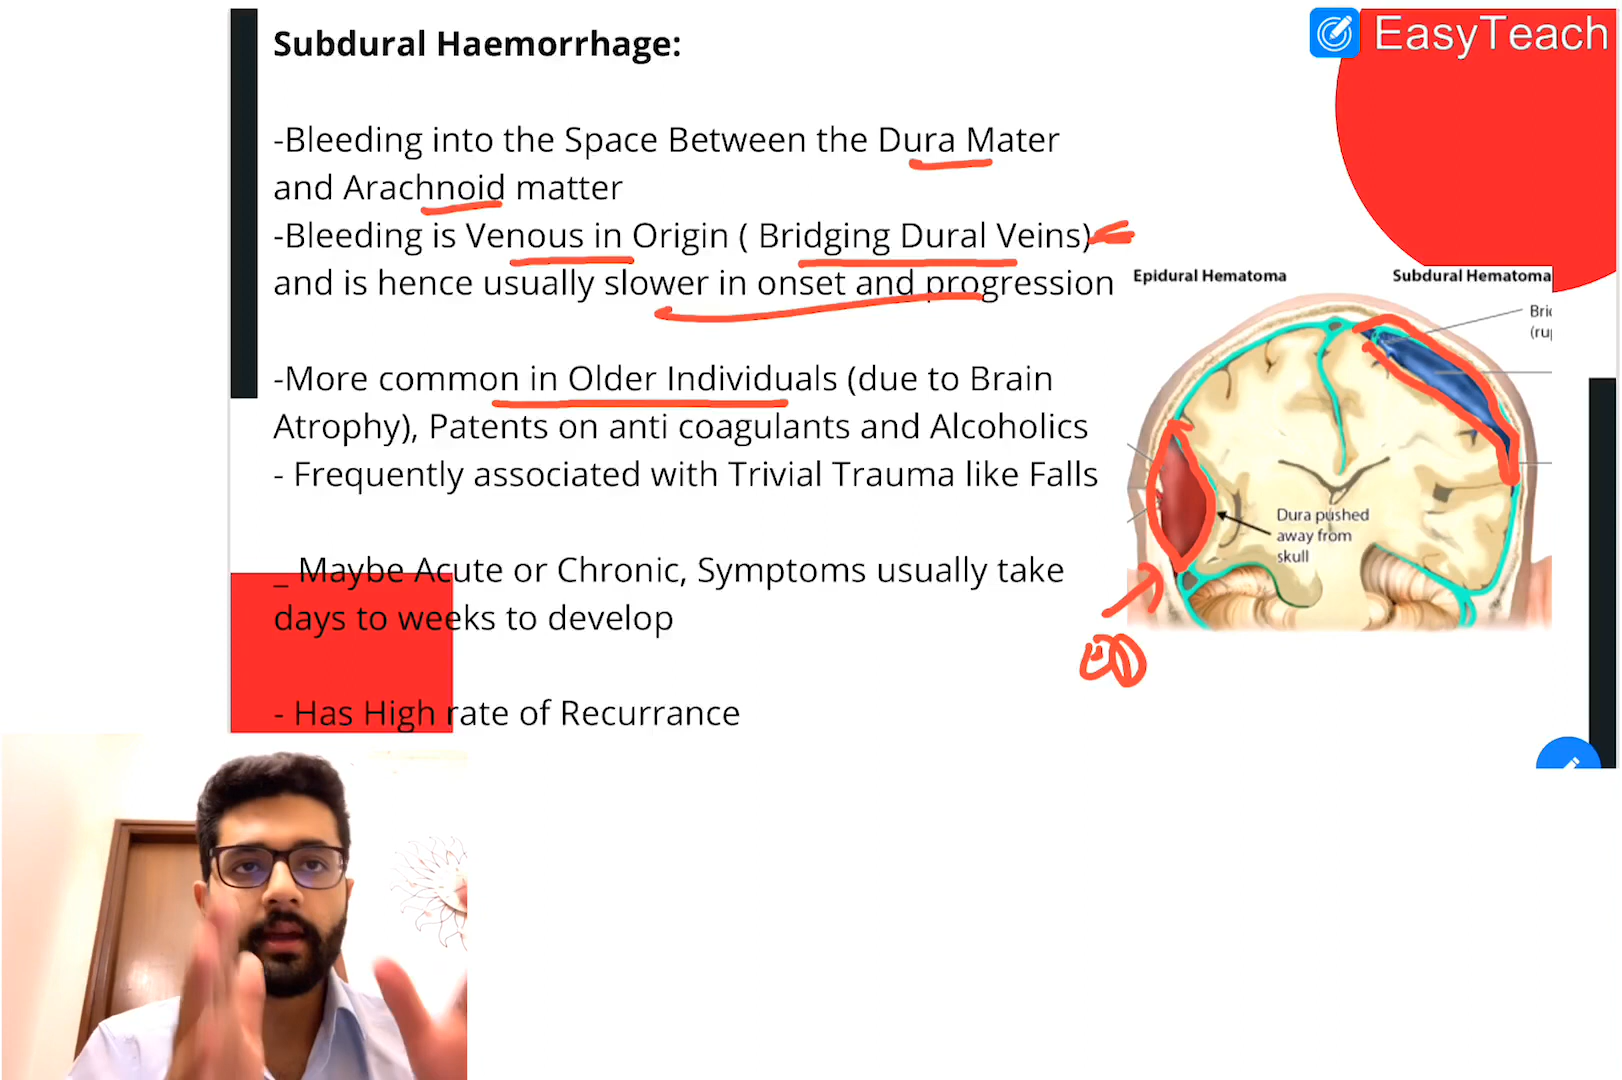 Subdural Haemorrhage:
EasyTeach
-Bleeding into the Space Between the Dura Mater
and Arachnoid matter
-Bleeding is Venous in Origin ( Bridging Dural Veins)
and is hence usually slower in onset and progression
-More common in Older Individuals (due to Brain
Atrophy), Patents on anti coagulants and Alcoholics
- Frequently associated with Trivial Trauma like Falls
_ Maybe Acute or Chronic, Symptoms usually take
days to weeks to develop
- Has High rate of Recurrance
Epidural Hematoma
Subdural Hematoma
Dura pushed
away from
skull